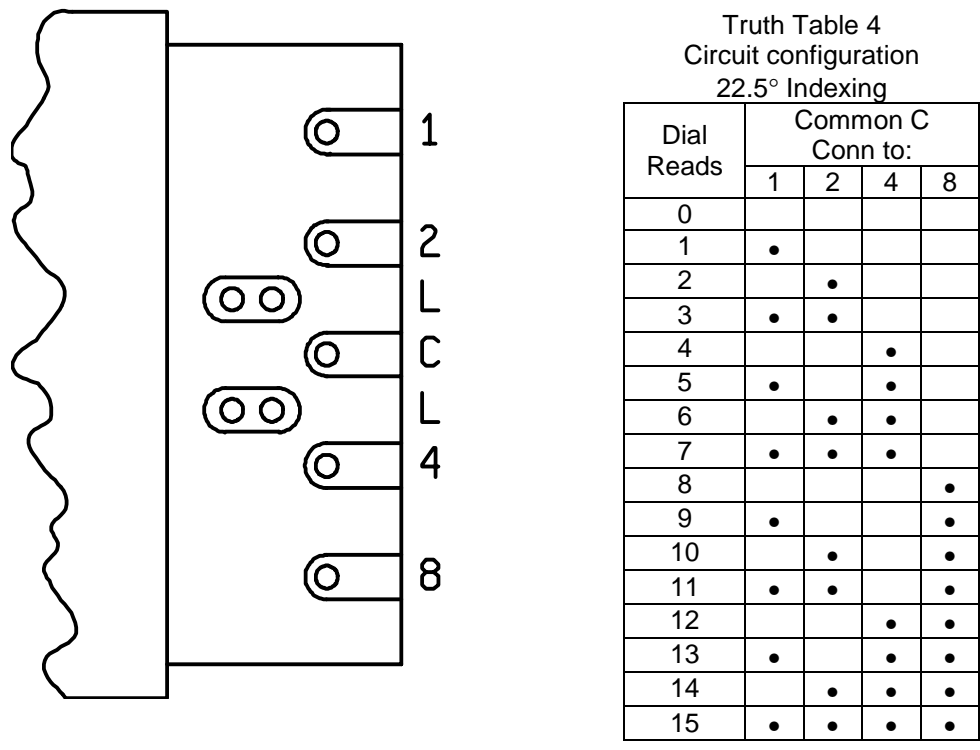 1
2
L
C
L
4
8
Truth Table 4
Circuit configuration
22.5° Indexing
Dial Reads Common C Conn to:
1 2 4 8
0
1 •
2 •
3 • •
4 •
5 • •
6 • •
7 • • •
8 •
9 • •
10 • •
11 • • •
12 • •
13 • • •
14 • • •
15 • • • •